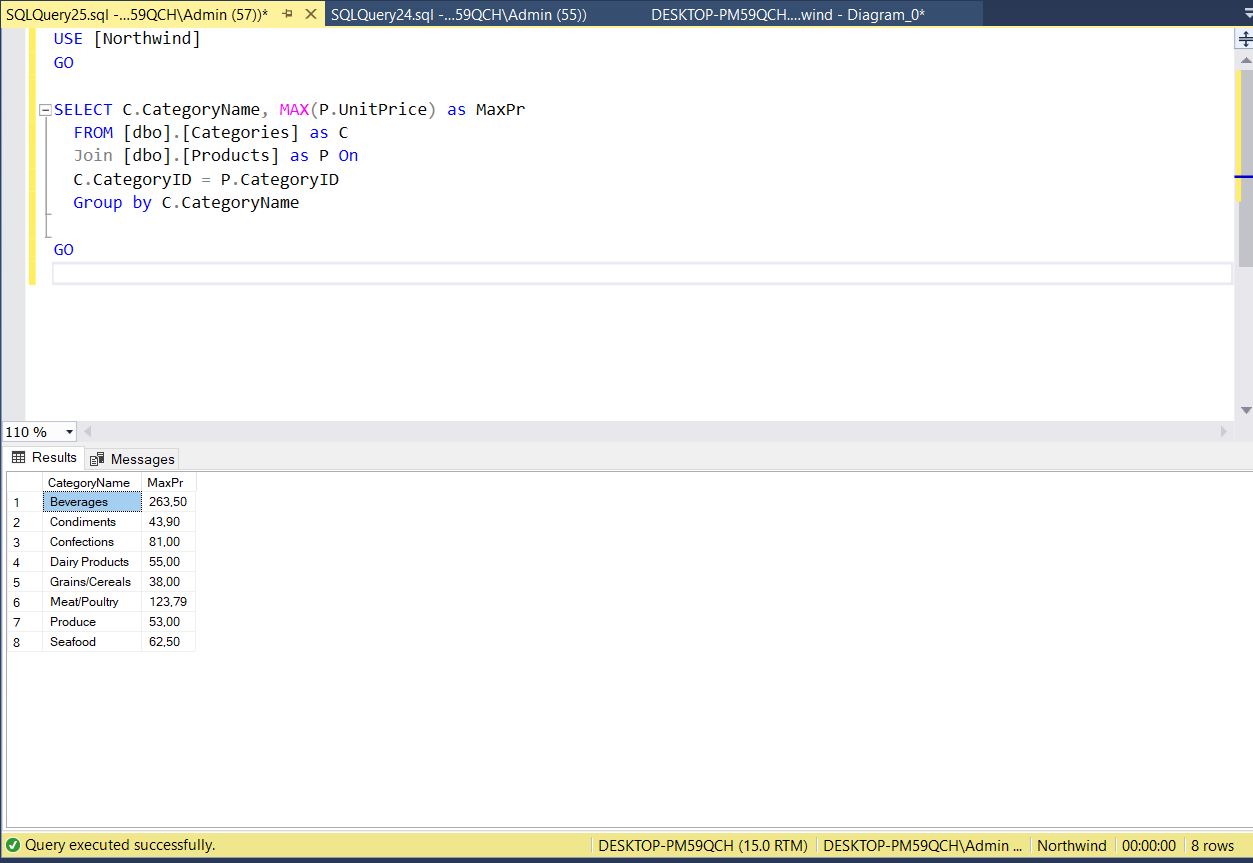 SQLQuery25.sql -...59QCH\Admin (57))* SQLQuery24.sql -...59QCH\Admin (55)) DESKTOP-PM59QCH....wind - Diagram_0*
USE [Northwind]
GO
SELECT C.CategoryName, MAX(P.UnitPrice) as MaxPr
FROM [dbo].[Categories] as C
Join [dbo].[Products] as P On
C.CategoryID = P.CategoryID
Group by C.CategoryName
GO
110 %
Results Messages
CategoryName MaxPr
1 Beverages 263,50
2 Condiments 43,90
3 Confections 81,00
4 Dairy Products 55,00
5 Grains/Cereals 38,00
6 Meat/Poultry 123,79
7 Produce 53,00
8 Seafood 62,50
Query executed successfully. DESKTOP-PM59QCH (15.0 RTM) DESKTOP-PM59QCH\Admin ... Northwind 00:00:00 8 rows